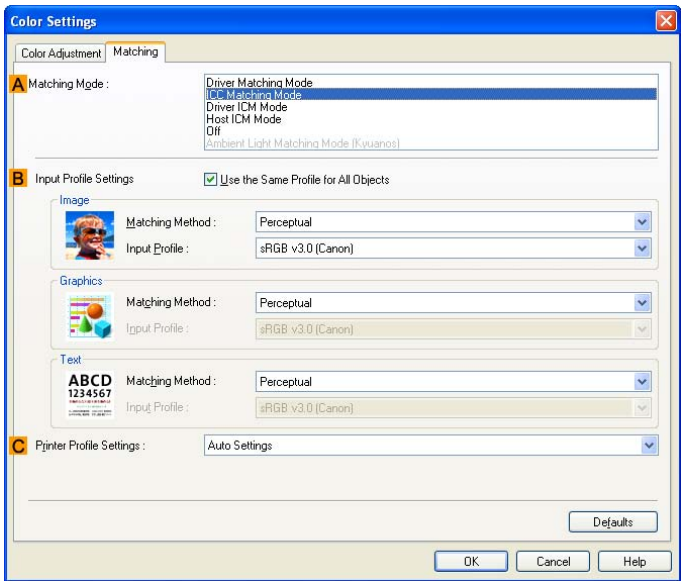 Color Settings
Color Adjustment Matching
A Matching Mode :
Driver Matching Mode
ICC Matching Mode
Driver ICM Mode
Host ICM Mode
Off
Ambient Light Matching Mode (Kyuanos)
B Input Profile Settings
Use the Same Profile for All Objects
Image
Matching Method : Perceptual
Input Profile : sRGB v3.0 (Canon)
Graphics
Matching Method : Perceptual
Input Profile : sRGB v3.0 (Canon)
Text
ABCD
1234567
Matching Method : Perceptual
Input Profile : sRGB v3.0 (Canon)
C Printer Profile Settings : Auto Settings
Defaults
OK Cancel Help